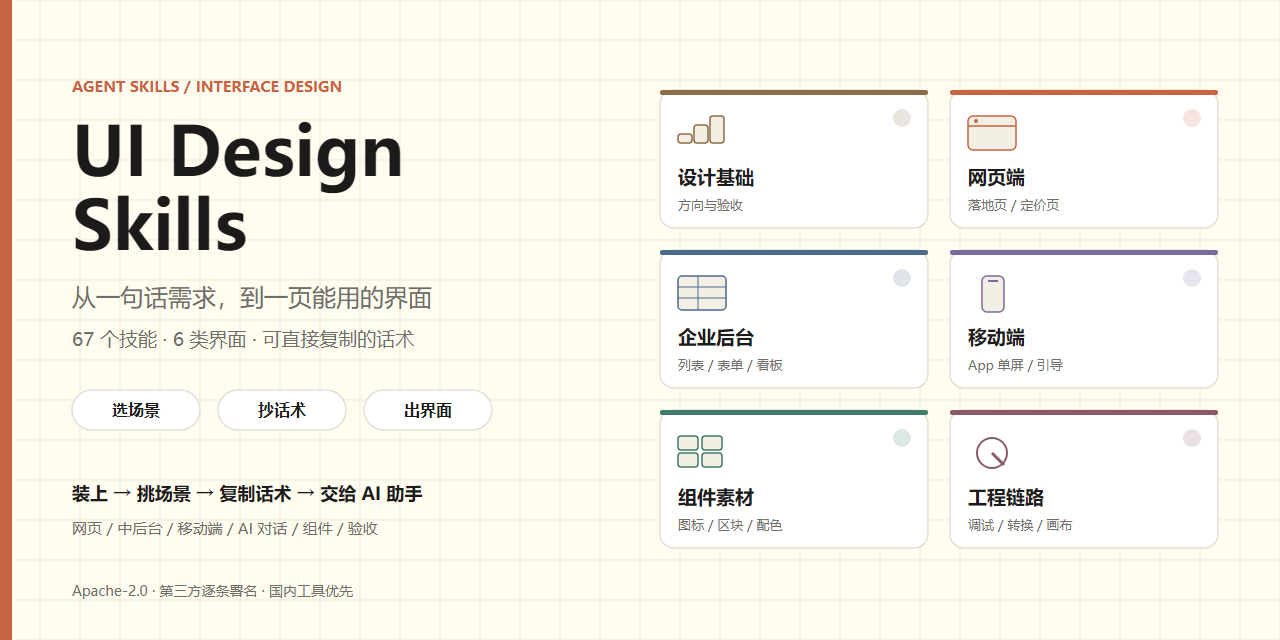 AGENT SKILLS / INTERFACE DESIGN
UI Design
Skills
从一句话需求，到一页能用的界面
67 个技能 · 6 类界面 · 可直接复制的话术
选场景
抄话术
出界面
装上 → 挑场景 → 复制话术 → 交给 AI 助手
网页 / 中后台 / 移动端 / AI 对话 / 组件 / 验收
Apache-2.0 · 第三方逐条署名 · 国内工具优先
设计基础
方向与验收
网页端
落地页 / 定价页
企业后台
列表 / 表单 / 看板
移动端
App 单屏 / 引导
组件素材
图标 / 区块 / 配色
工程链路
调试 / 转换 / 画布